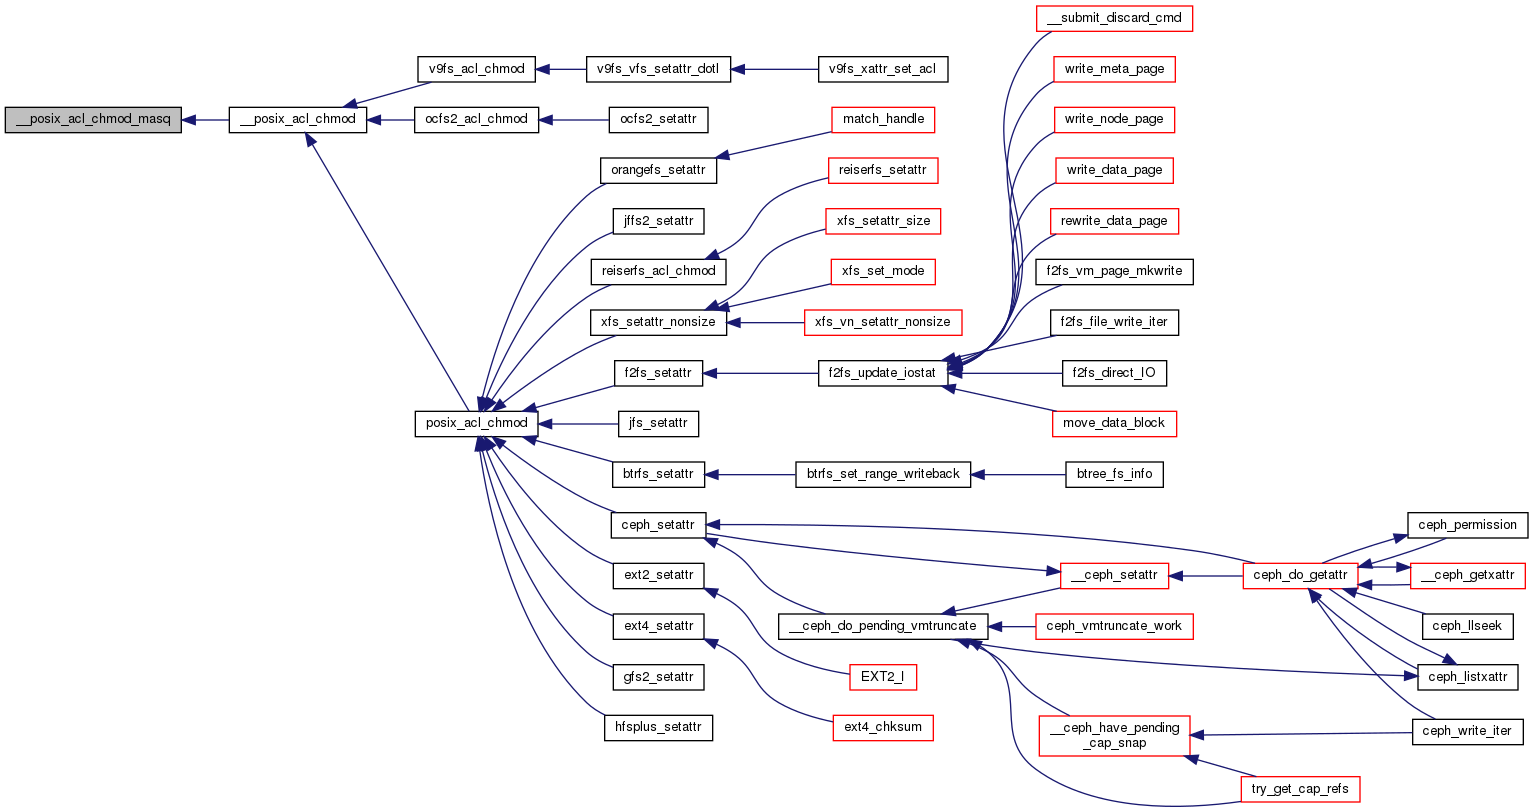 __submit_discard_cmd
v9fs_acl_chmod
v9fs_vfs_setattr_dotl
v9fs_xattr_set_acl
write_meta_page
__posix_acl_chmod_masq
__posix_acl_chmod
ocfs2_acl_chmod
ocfs2_setattr
match_handle
write_node_page
orangefs_setattr
reiserfs_setattr
write_data_page
jffs2_setattr
xfs_setattr_size
rewrite_data_page
reiserfs_acl_chmod
xfs_set_mode
f2fs_vm_page_mkwrite
xfs_setattr_nonsize
xfs_vn_setattr_nonsize
f2fs_file_write_iter
f2fs_setattr
f2fs_update_iostat
f2fs_direct_IO
posix_acl_chmod
jfs_setattr
move_data_block
btrfs_setattr
btrfs_set_range_writeback
btree_fs_info
ceph_setattr
ceph_permission
ext2_setattr
__ceph_setattr
ceph_do_getattr
__ceph_getxattr
ext4_setattr
__ceph_do_pending_vmtruncate
ceph_vmtruncate_work
ceph_llseek
gfs2_setattr
EXT2_I
ceph_listxattr
hfsplus_setattr
ext4_chksum
__ceph_have_pending
_cap_snap
ceph_write_iter
try_get_cap_refs